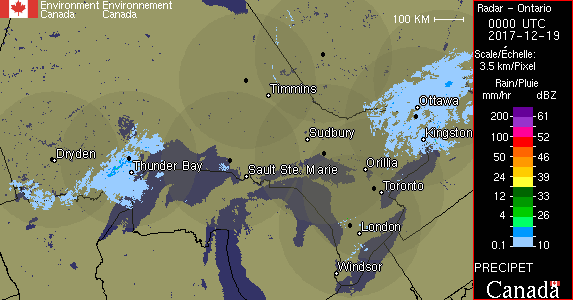 Environment Environnement
Canada Canada
Radar - Ontario
0000 UTC
2017-12-19
100 KM
Scale/Échelle:
3.5 km/Pixel
Rain/Pluie
mm/hr dBZ
200 61
100 52
50 46
24 39
12 33
4 26
1 20
0.1 10
PRECIPET
Canada
Timmins
Ottawa
Sudbury
Kingston
Dryden
Thunder Bay
Sault Ste. Marie
Orillia
Toronto
London
Windsor